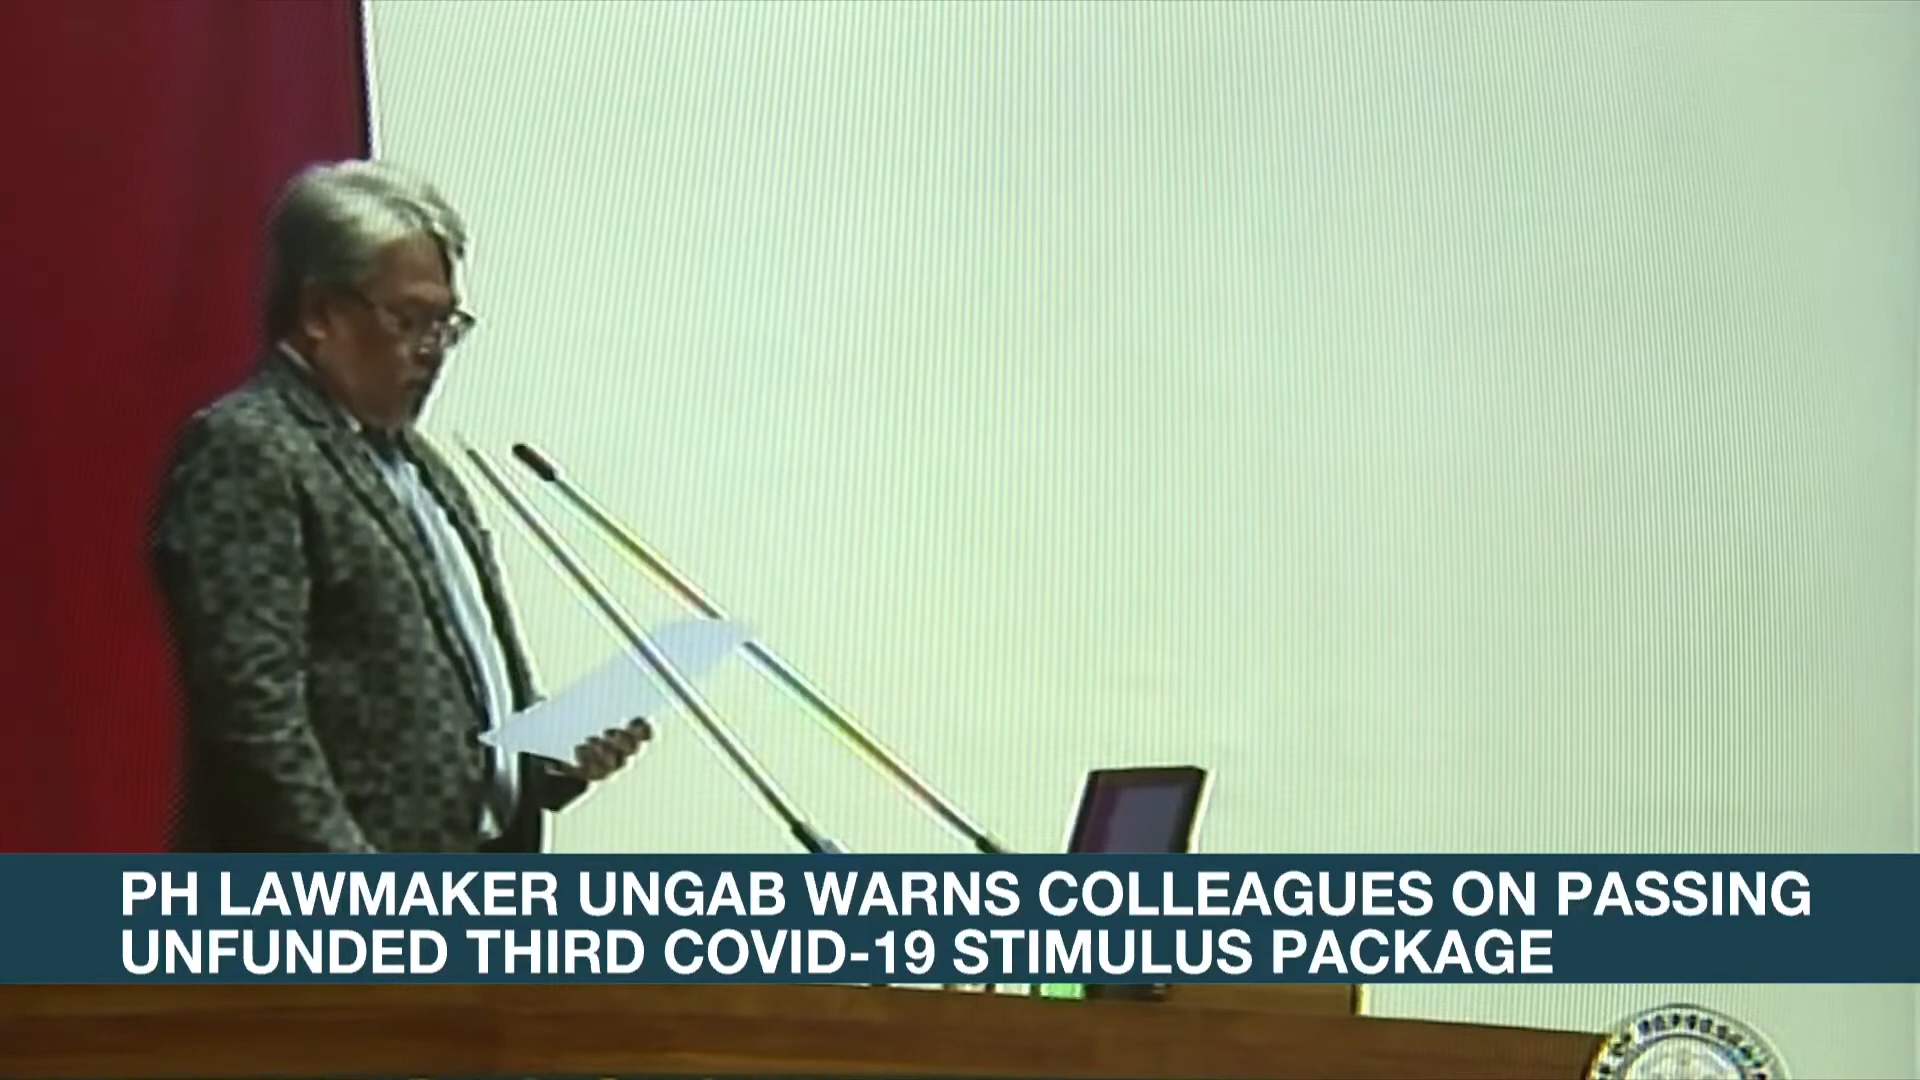 PH LAWMAKER UNGAB WARNS COLLEAGUES ON PASSING
UNFUNDED THIRD COVID-19 STIMULUS PACKAGE